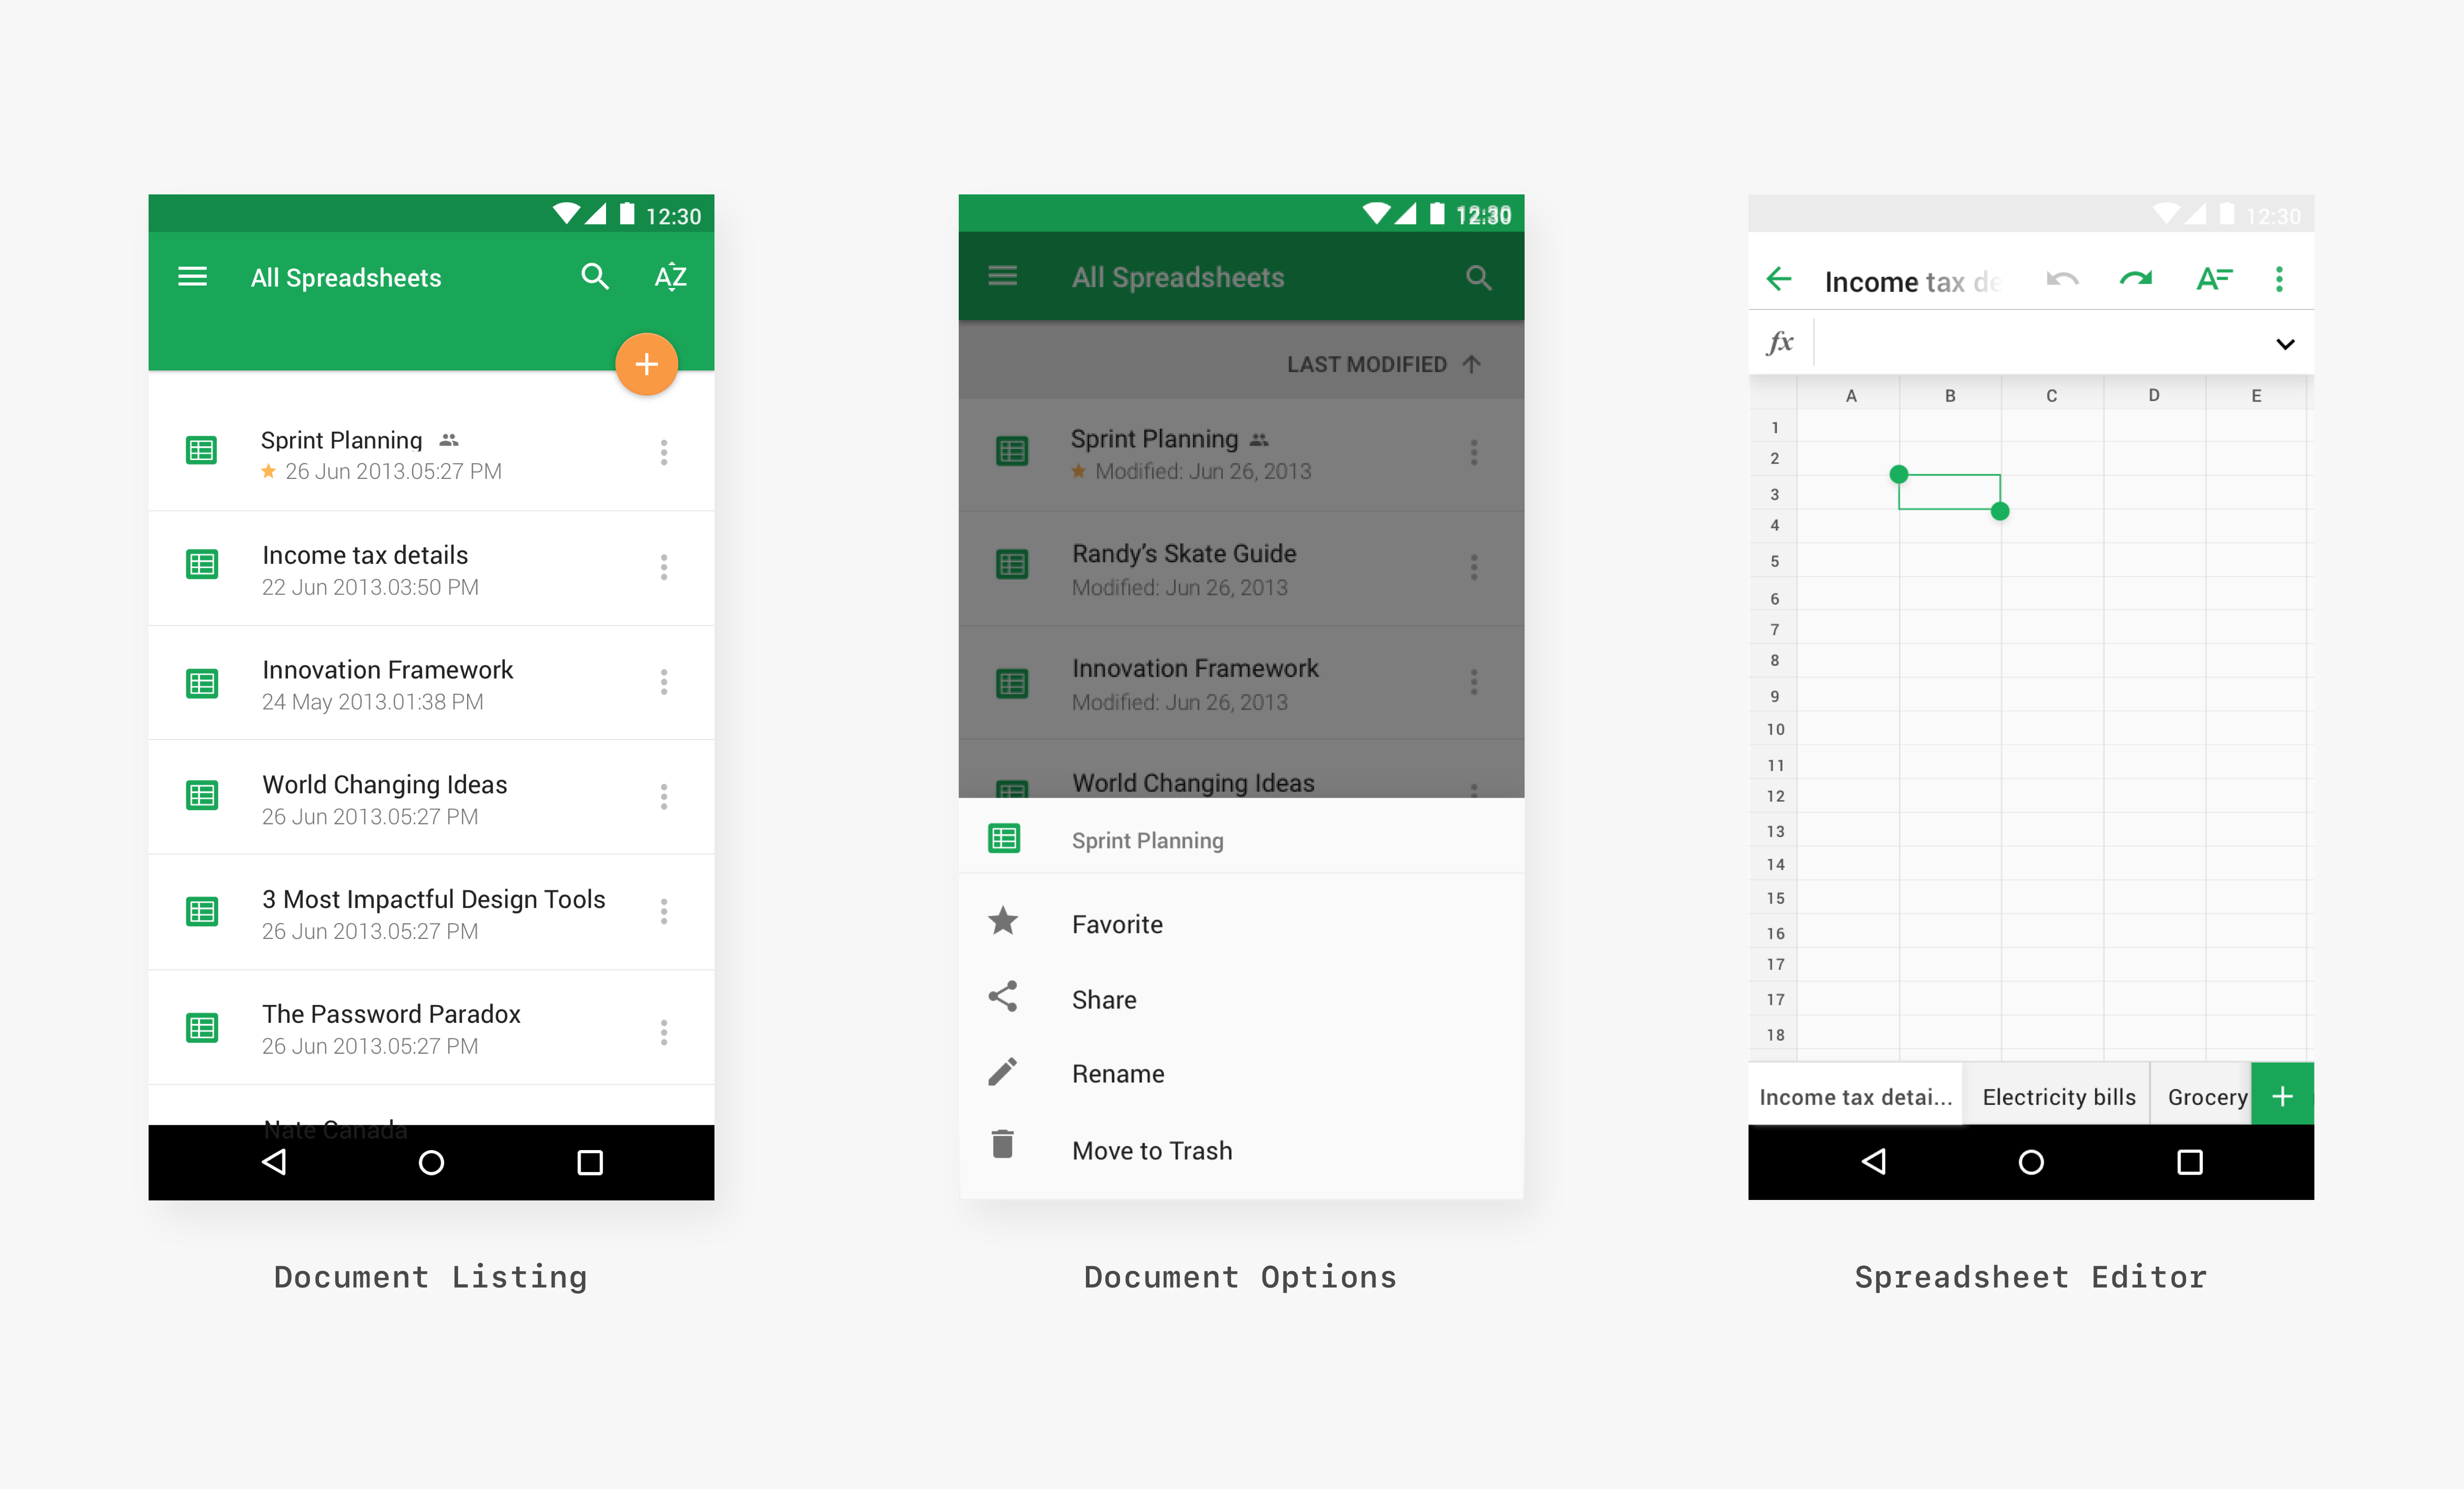 12:30
All Spreadsheets
AZ
Sprint Planning
26 Jun 2013.05:27 PM
Income tax details
22 Jun 2013.03:50 PM
Innovation Framework
24 May 2013.01:38 PM
World Changing Ideas
26 Jun 2013.05:27 PM
3 Most Impactful Design Tools
26 Jun 2013.05:27 PM
The Password Paradox
26 Jun 2013.05:27 PM
Nate Canada
Document Listing
12:30
All Spreadsheets
LAST MODIFIED
Sprint Planning
Modified: Jun 26, 2013
Randy’s Skate Guide
Modified: Jun 26, 2013
Innovation Framework
Modified: Jun 26, 2013
World Changing Ideas
Sprint Planning
Favorite
Share
Rename
Move to Trash
Document Options
12:30
Income tax de
A
fx
A B C D E
1
2
3
4
5
6
7
8
9
10
11
12
13
14
15
16
17
17
18
Income tax detai... Electricity bills Grocery
Spreadsheet Editor